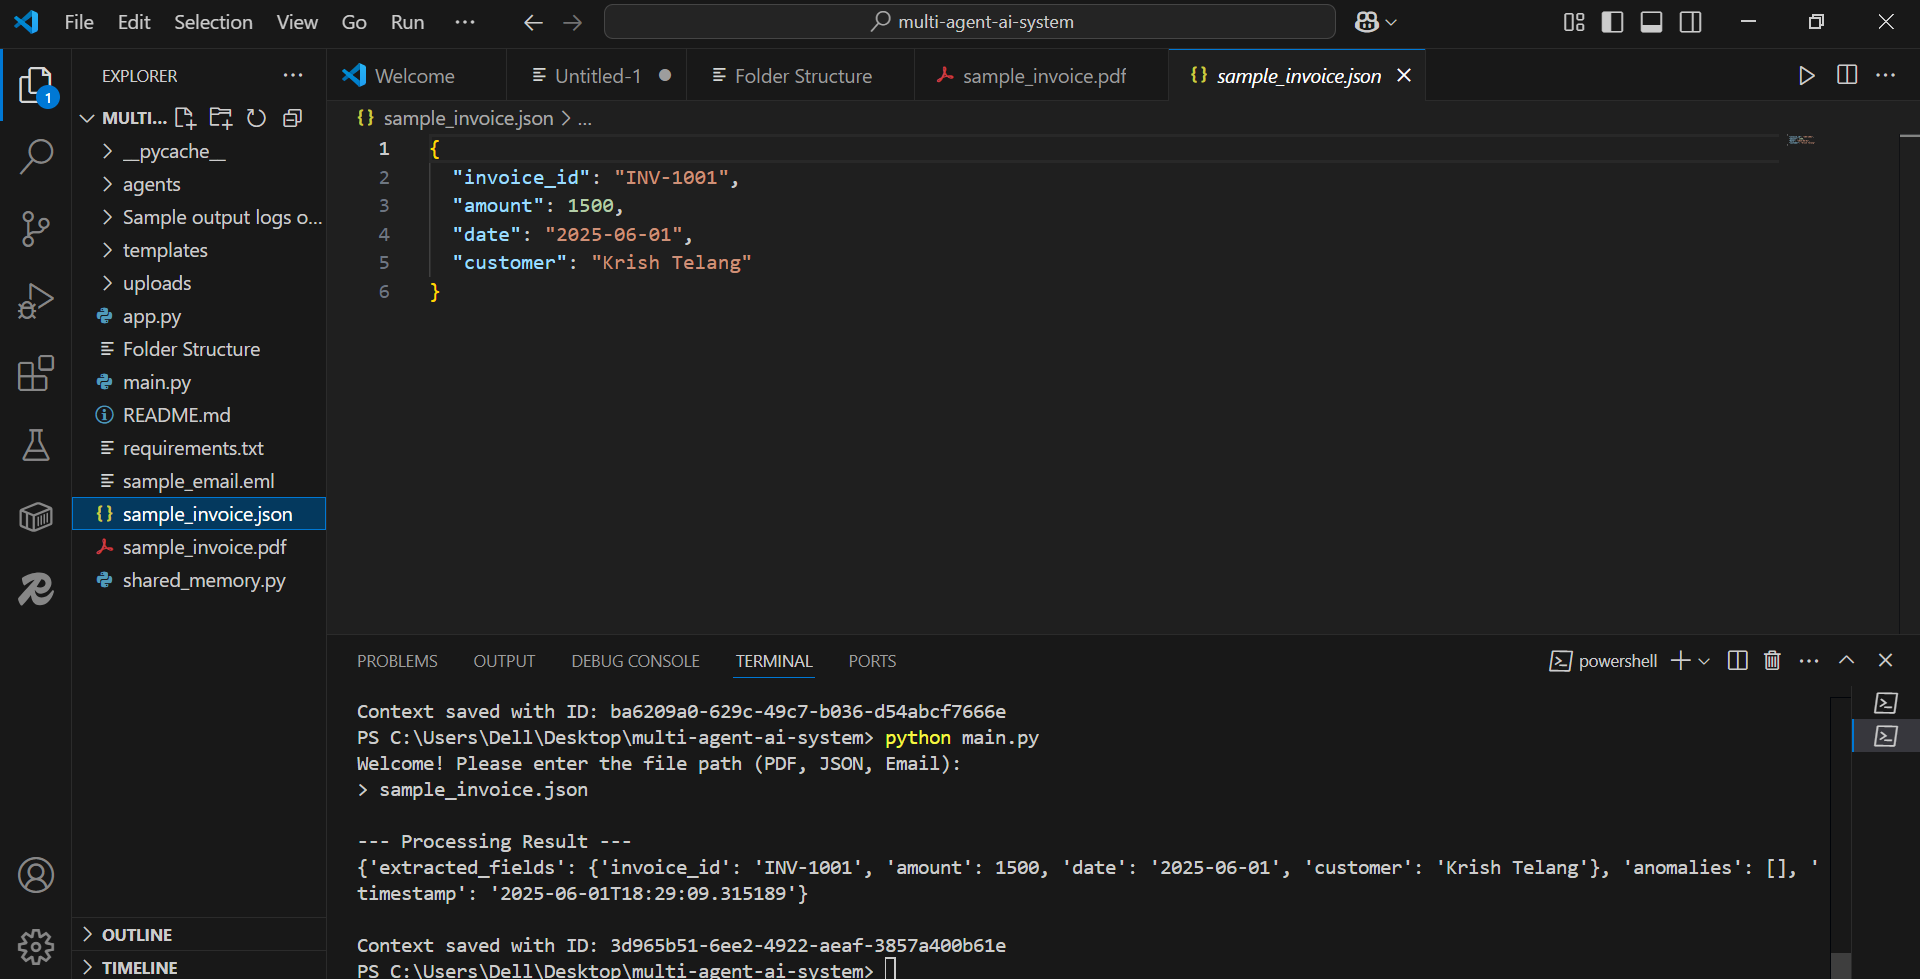 File Edit Selection View Go Run ... multi-agent-ai-system
EXPLORER ...
1
MULTI...
__pycache__
agents
Sample output logs o...
templates
uploads
app.py
Folder Structure
main.py
README.md
requirements.txt
sample_email.eml
{} sample_invoice.json
sample_invoice.pdf
shared_memory.py
OUTLINE
TIMELINE
Welcome Untitled-1 Folder Structure sample_invoice.pdf {} sample_invoice.json
{} sample_invoice.json > ...
1 {
2 "invoice_id": "INV-1001",
3 "amount": 1500,
4 "date": "2025-06-01",
5 "customer": "Krish Telang"
6 }
PROBLEMS OUTPUT DEBUG CONSOLE TERMINAL PORTS powershell
Context saved with ID: ba6209a0-629c-49c7-b036-d54abcf7666e
PS C:\Users\Dell\Desktop\multi-agent-ai-system> python main.py
Welcome! Please enter the file path (PDF, JSON, Email):
> sample_invoice.json
--- Processing Result ---
{'extracted_fields': {'invoice_id': 'INV-1001', 'amount': 1500, 'date': '2025-06-01', 'customer': 'Krish Telang'}, 'anomalies': [], '
timestamp': '2025-06-01T18:29:09.315189'}
Context saved with ID: 3d965b51-6ee2-4922-aeaf-3857a400b61e
PS C:\Users\Dell\Desktop\multi-agent-ai-system>